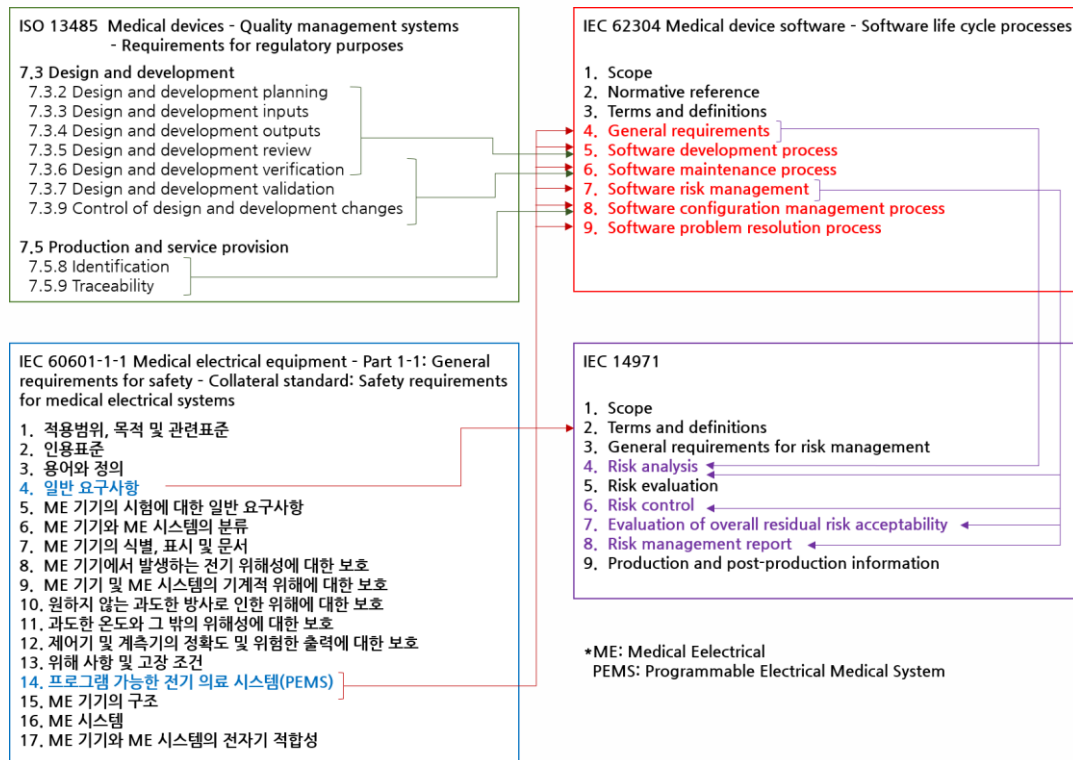 ISO 13485  Medical devices - Quality management systems
- Requirements for regulatory purposes
7.3 Design and development
7.3.2 Design and development planning
7.3.3 Design and development inputs
7.3.4 Design and development outputs
7.3.5 Design and development review
7.3.6 Design and development verification
7.3.7 Design and development validation
7.3.9 Control of design and development changes
7.5 Production and service provision
7.5.8 Identification
7.5.9 Traceability
IEC 62304 Medical device software - Software life cycle processes
1. Scope
2. Normative reference
3. Terms and definitions
4. General requirements
5. Software development process
6. Software maintenance process
7. Software risk management
8. Software configuration management process
9. Software problem resolution process
IEC 60601-1-1 Medical electrical equipment - Part 1-1: General
requirements for safety - Collateral standard: Safety requirements
for medical electrical systems
1. 적용범위, 목적 및 관련표준
2. 인용표준
3. 용어와 정의
4. 일반 요구사항
5. ME 기기의 시험에 대한 일반 요구사항
6. ME 기기와 ME 시스템의 분류
7. ME 기기의 식별, 표시 및 문서
8. ME 기기에서 발생하는 전기 위해성에 대한 보호
9. ME 기기 및 ME 시스템의 기계적 위해에 대한 보호
10. 원하지 않는 과도한 방사로 인한 위해에 대한 보호
11. 과도한 온도와 그 밖의 위해성에 대한 보호
12. 제어기 및 계측기의 정확도 및 위험한 출력에 대한 보호
13. 위해 사항 및 고장 조건
14. 프로그램 가능한 전기 의료 시스템(PEMS)
15. ME 기기의 구조
16. ME 시스템
17. ME 기기와 ME 시스템의 전자기 적합성
IEC 14971
1. Scope
2. Terms and definitions
3. General requirements for risk management
4. Risk analysis
5. Risk evaluation
6. Risk control
7. Evaluation of overall residual risk acceptability
8. Risk management report
9. Production and post-production information
*ME: Medical Eelectrical
PEMS: Programmable Electrical Medical System